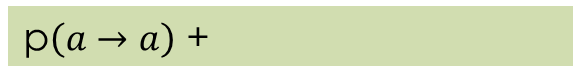 p(𝑎 → 𝑎) +